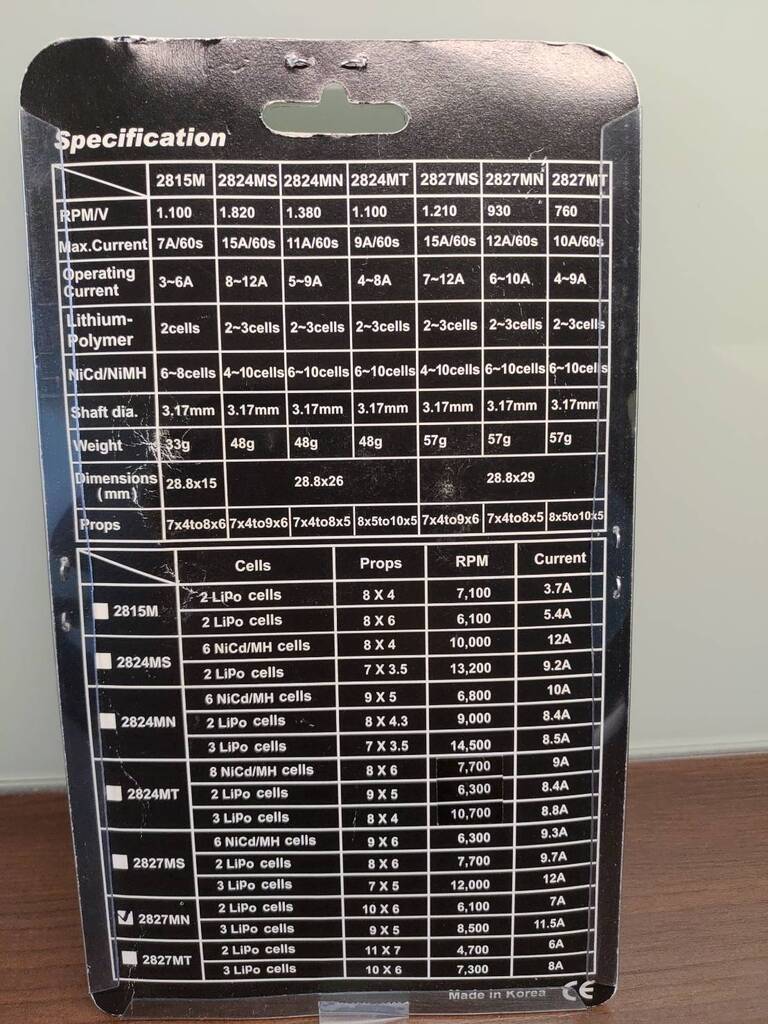 Specification
2815M 2824MS 2824MN 2824MT 2827MS 2827MN 2827MT
RPM/V 1.100 1.820 1.380 1.100 1.210 930 760
Max.Current 7A/60s 15A/60s 11A/60s 9A/60s 15A/60s 12A/60s 10A/60s
Operating Current 3~6A 8~12A 5~9A 4~8A 7~12A 6~10A 4~9A
Lithium-Polymer 2cells 2~3cells 2~3cells 2~3cells 2~3cells 2~3cells 2~3cells
NiCd/NiMH 6~8cells 4~10cells 6~10cells 6~10cells 4~10cells 6~10cells 6~10cells
Shaft dia. 3.17mm 3.17mm 3.17mm 3.17mm 3.17mm 3.17mm 3.17mm
Weight 33g 48g 48g 48g 57g 57g 57g
Dimensions (mm) 28.8x15 28.8x26 28.8x29
Props 7x4to8x6 7x4to9x6 7x4to8x5 8x5to10x5 7x4to9x6 7x4to8x5 8x5to10x5
Cells Props RPM Current
2815M 2 LiPo cells 8 X 4 7,100 3.7A
2 LiPo cells 8 X 6 6,100 5.4A
2824MS 6 NiCd/MH cells 8 X 4 10,000 12A
2 LiPo cells 7 X 3.5 13,200 9.2A
2824MN 6 NiCd/MH cells 9 X 5 6,800 10A
2 LiPo cells 8 X 4.3 9,000 8.4A
3 LiPo cells 7 X 3.5 14,500 8.5A
2824MT 8 NiCd/MH cells 8 X 6 7,700 9A
2 LiPo cells 9 X 5 6,300 8.4A
3 LiPo cells 8 X 4 10,700 8.8A
2827MS 6 NiCd/MH cells 9 X 6 6,300 9.3A
2 LiPo cells 8 X 6 7,700 9.7A
3 LiPo cells 7 X 5 12,000 12A
2827MN 2 LiPo cells 10 X 6 6,100 7A
3 LiPo cells 9 X 5 8,500 11.5A
2827MT 2 LiPo cells 11 X 7 4,700 6A
3 LiPo cells 10 X 6 7,300 8A
Made in Korea CE